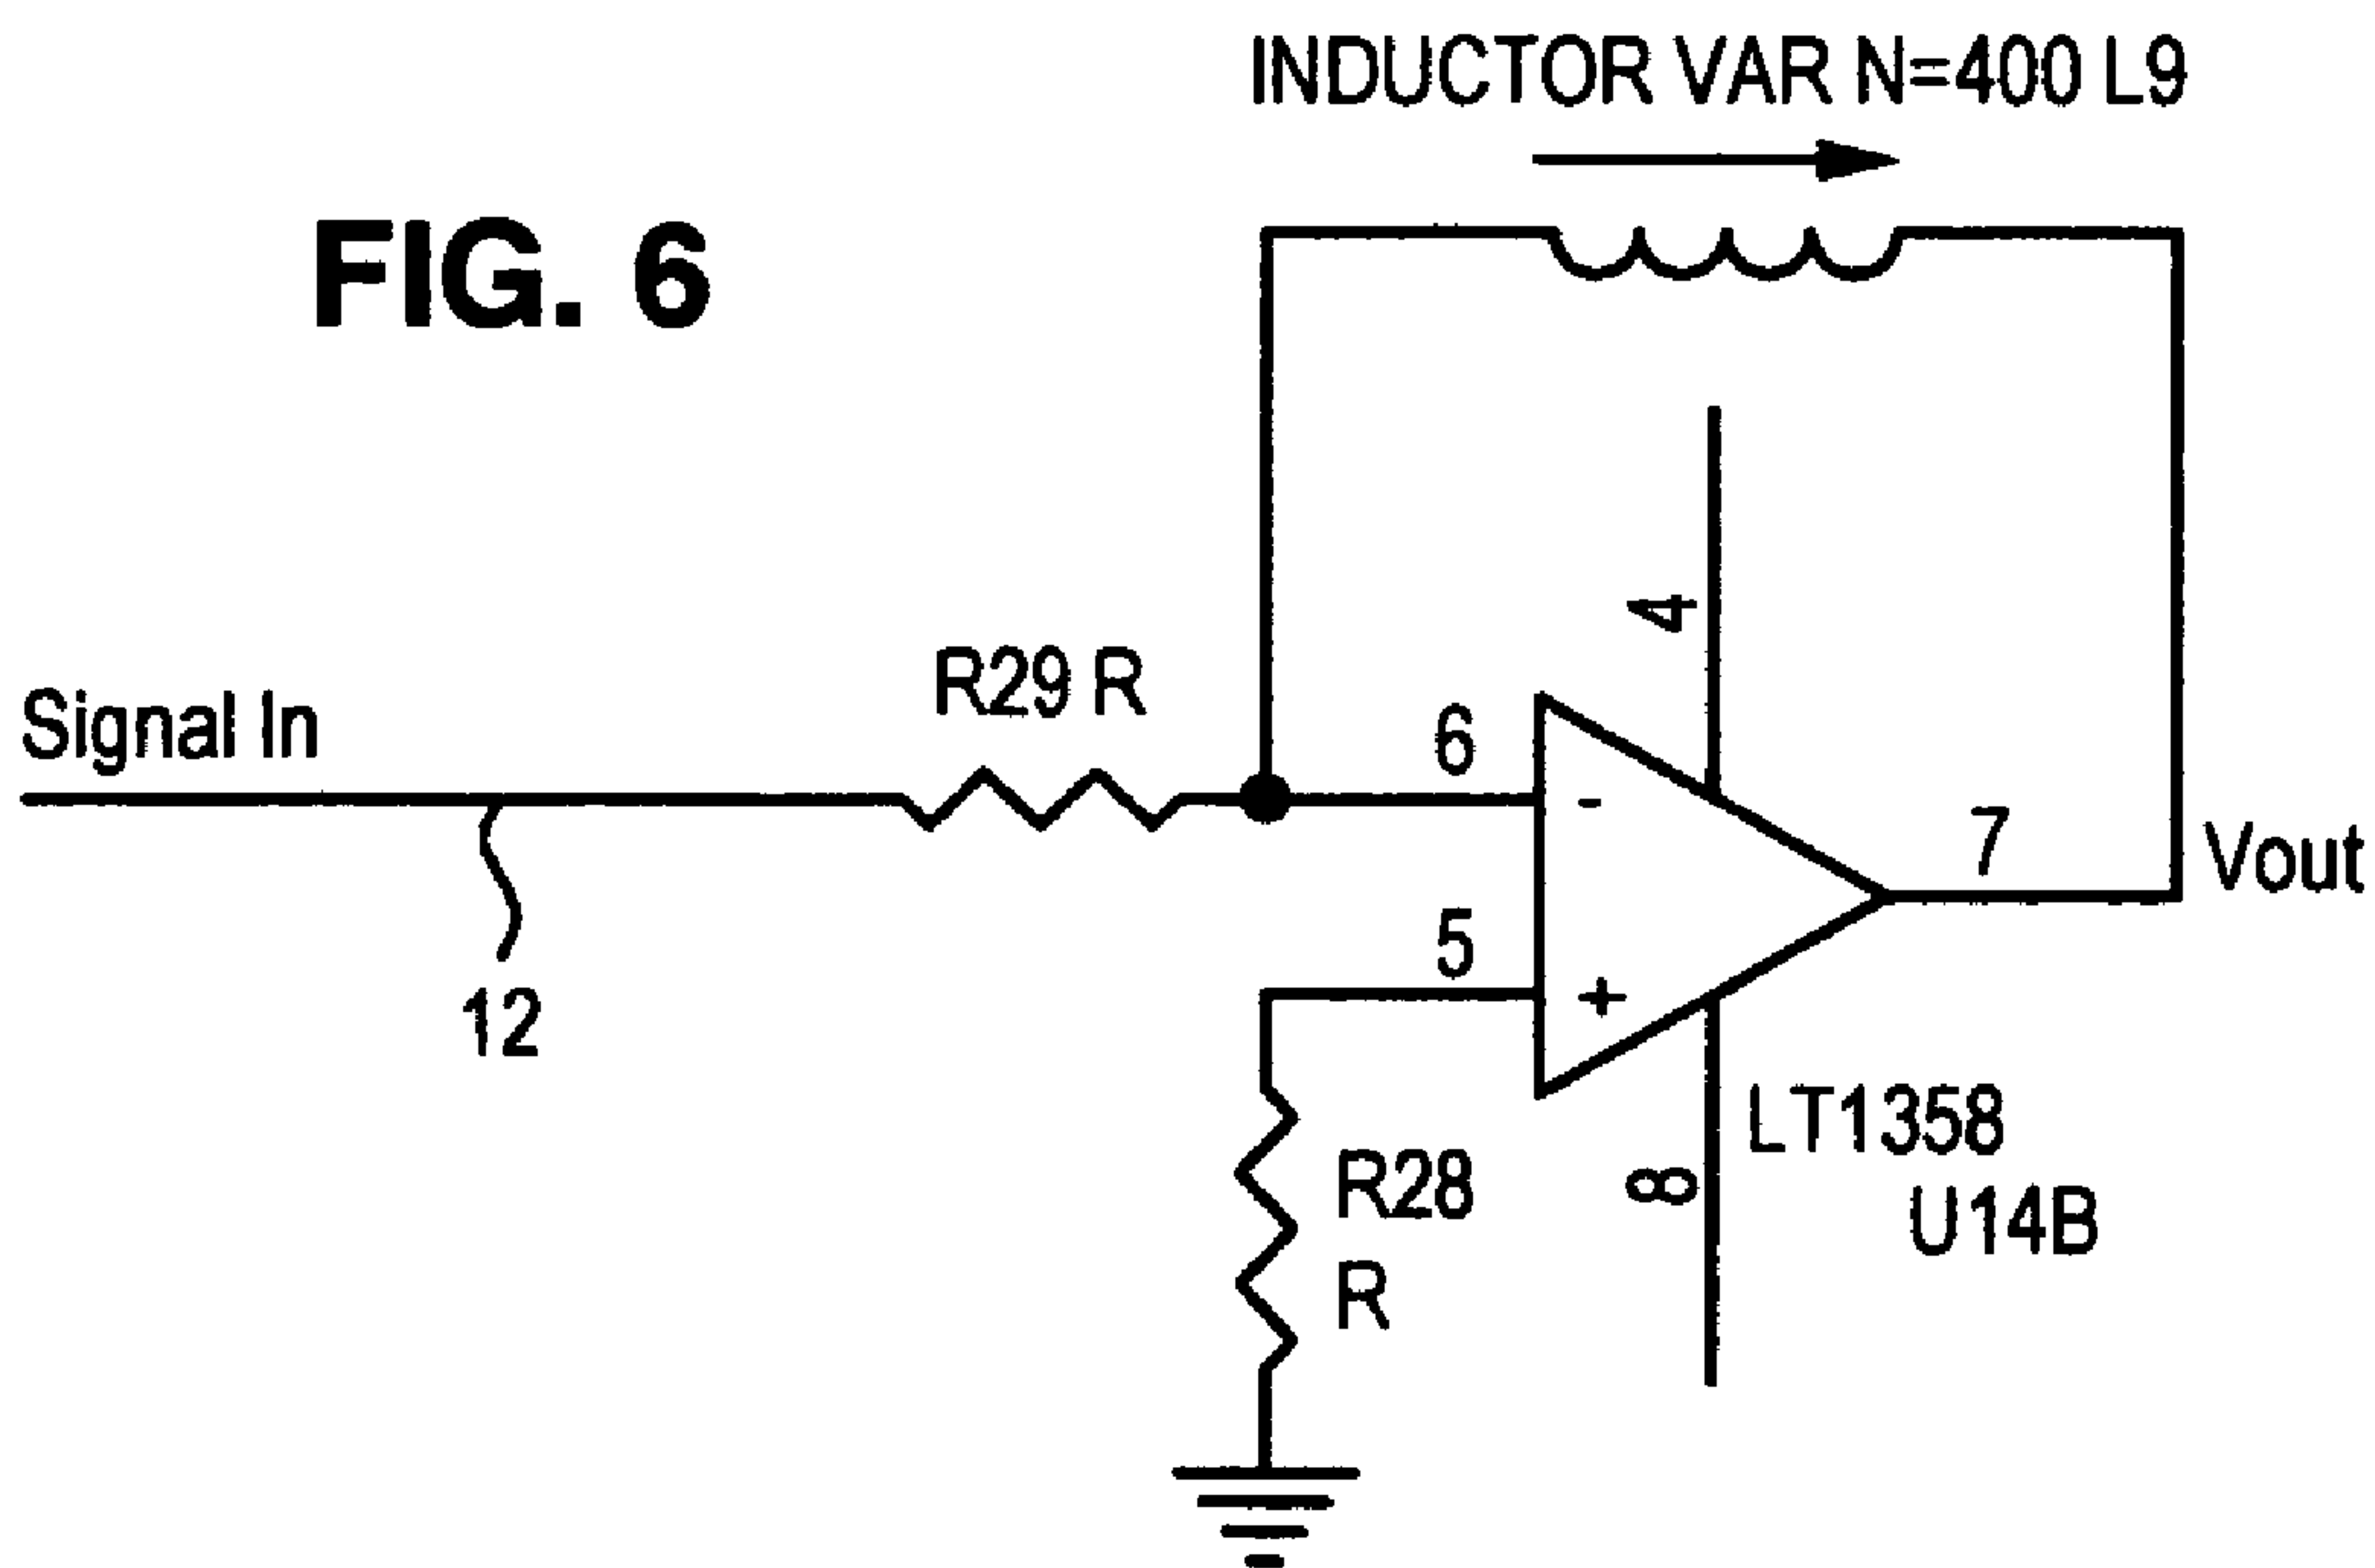 INDUCTOR VAR N=400 L9
FIG. 6
4
R29 R
Signal In
6
-
7
Vout
5
+
12
LT1358
R28
8
U14B
R